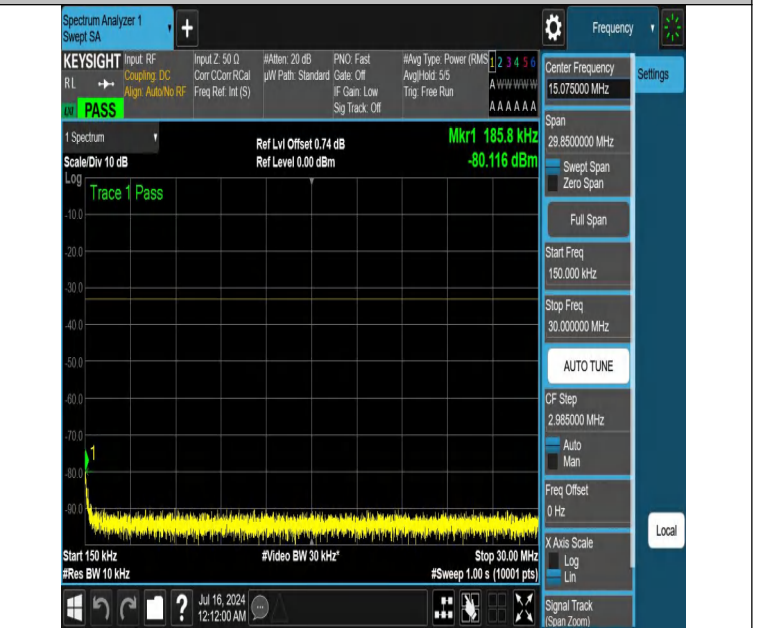 Spectrum Analyzer 1
Swept SA
+
Frequency
KEYSIGHT
RL
PASS
Input: RF
Coupling: DC
Align: Auto/No RF
Input Z: 50 Ω
Corr CCorr RCal
Freq Ref: Int (S)
#Atten: 20 dB
µW Path: Standard
PNO: Fast
Gate: Off
IF Gain: Low
Sig Track: Off
#Avg Type: Power (RMS
Avg|Hold: 5/5
Trig: Free Run
1 2 3 4 5 6
A W W W W W
A A A A A A
1 Spectrum
Scale/Div 10 dB
Ref Lvl Offset 0.74 dB
Ref Level 0.00 dBm
Mkr1 185.8 kHz
-80.116 dBm
Log
Trace 1 Pass
-10.0
-20.0
-30.0
-40.0
-50.0
-60.0
-70.0
1
-80.0
-90.0
Start 150 kHz
#Video BW 30 kHz*
Stop 30.00 MHz
#Res BW 10 kHz
#Sweep 1.00 s (10001 pts)
Center Frequency
15.075000 MHz
Settings
Span
29.8500000 MHz
Swept Span
Zero Span
Full Span
Start Freq
150.000 kHz
Stop Freq
30.000000 MHz
AUTO TUNE
CF Step
2.985000 MHz
Auto
Man
Freq Offset
0 Hz
Local
X Axis Scale
Log
Lin
Signal Track
(Span Zoom)
?
Jul 16, 2024
12:12:00 AM